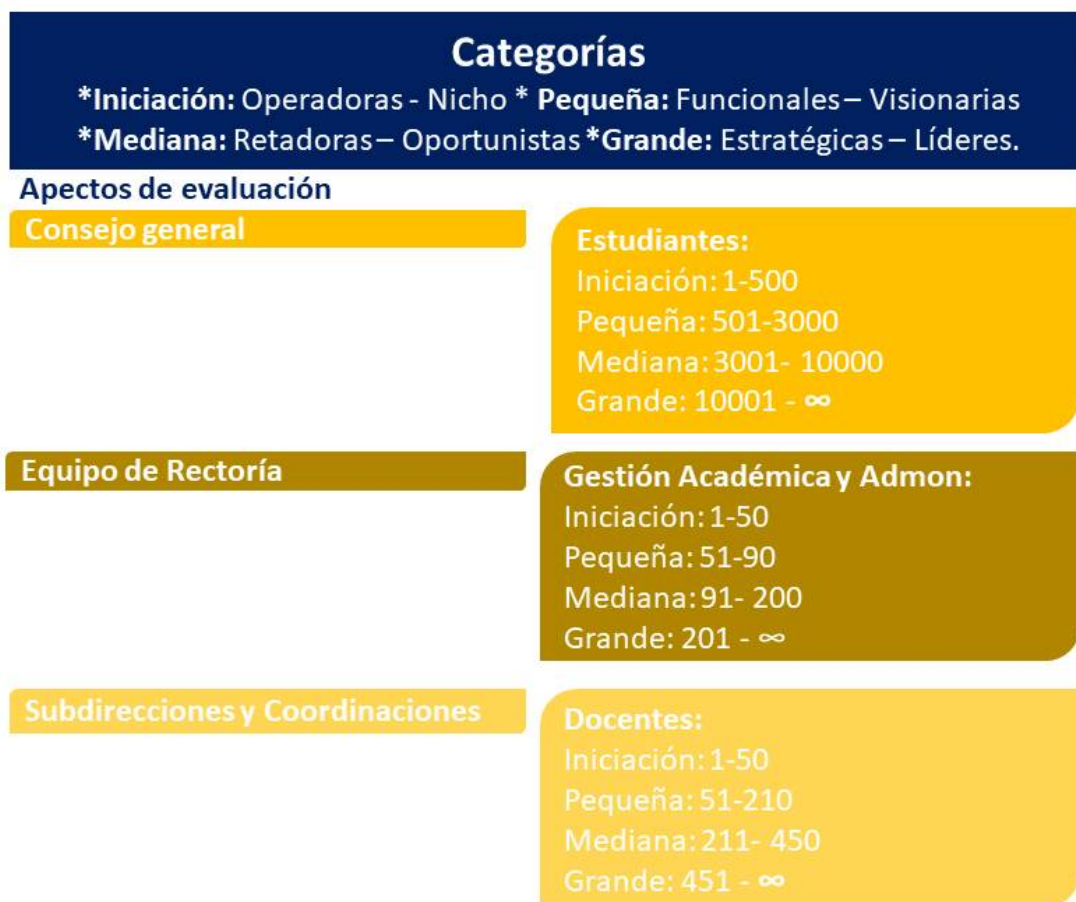 Categorías
*Iniciación: Operadoras - Nicho * Pequeña: Funcionales – Visionarias
*Mediana: Retadoras – Oportunistas *Grande: Estratégicas – Líderes.
Apectos de evaluación
Consejo general
Estudiantes:
Iniciación: 1-500
Pequeña: 501-3000
Mediana: 3001- 10000
Grande: 10001 - ∞
Equipo de Rectoría
Gestión Académica y Admon:
Iniciación: 1-50
Pequeña: 51-90
Mediana: 91- 200
Grande: 201 - ∞
Subdirecciones y Coordinaciones
Docentes:
Iniciación: 1-50
Pequeña: 51-210
Mediana: 211- 450
Grande: 451 - ∞